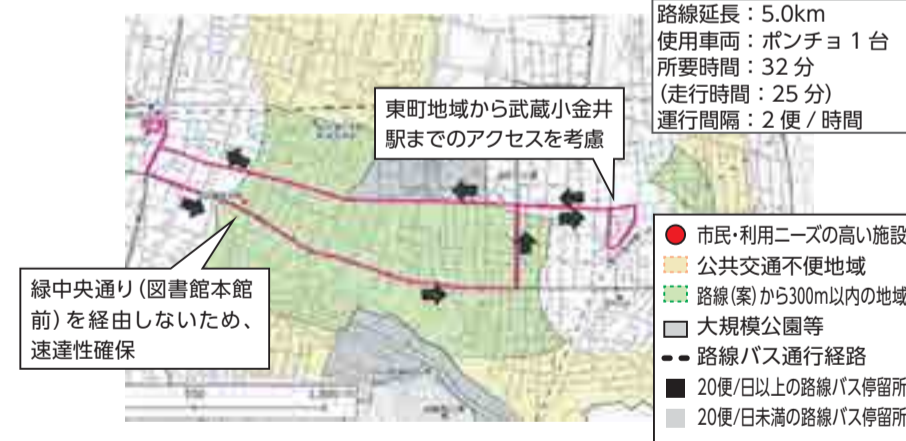 路線延長：5.0km
使用車両：ポンチョ 1 台
所要時間：32 分
(走行時間：25 分)
運行間隔：2 便 / 時間
東町地域から武蔵小金井
駅までのアクセスを考慮
緑中央通り(図書館本館
前)を経由しないため、
速達性確保
市民・利用ニーズの高い施設
公共交通不便地域
路線(案)から300m以内の地域
大規模公園等
路線バス通行経路
20便/日以上の路線バス停留所
20便/日未満の路線バス停留所